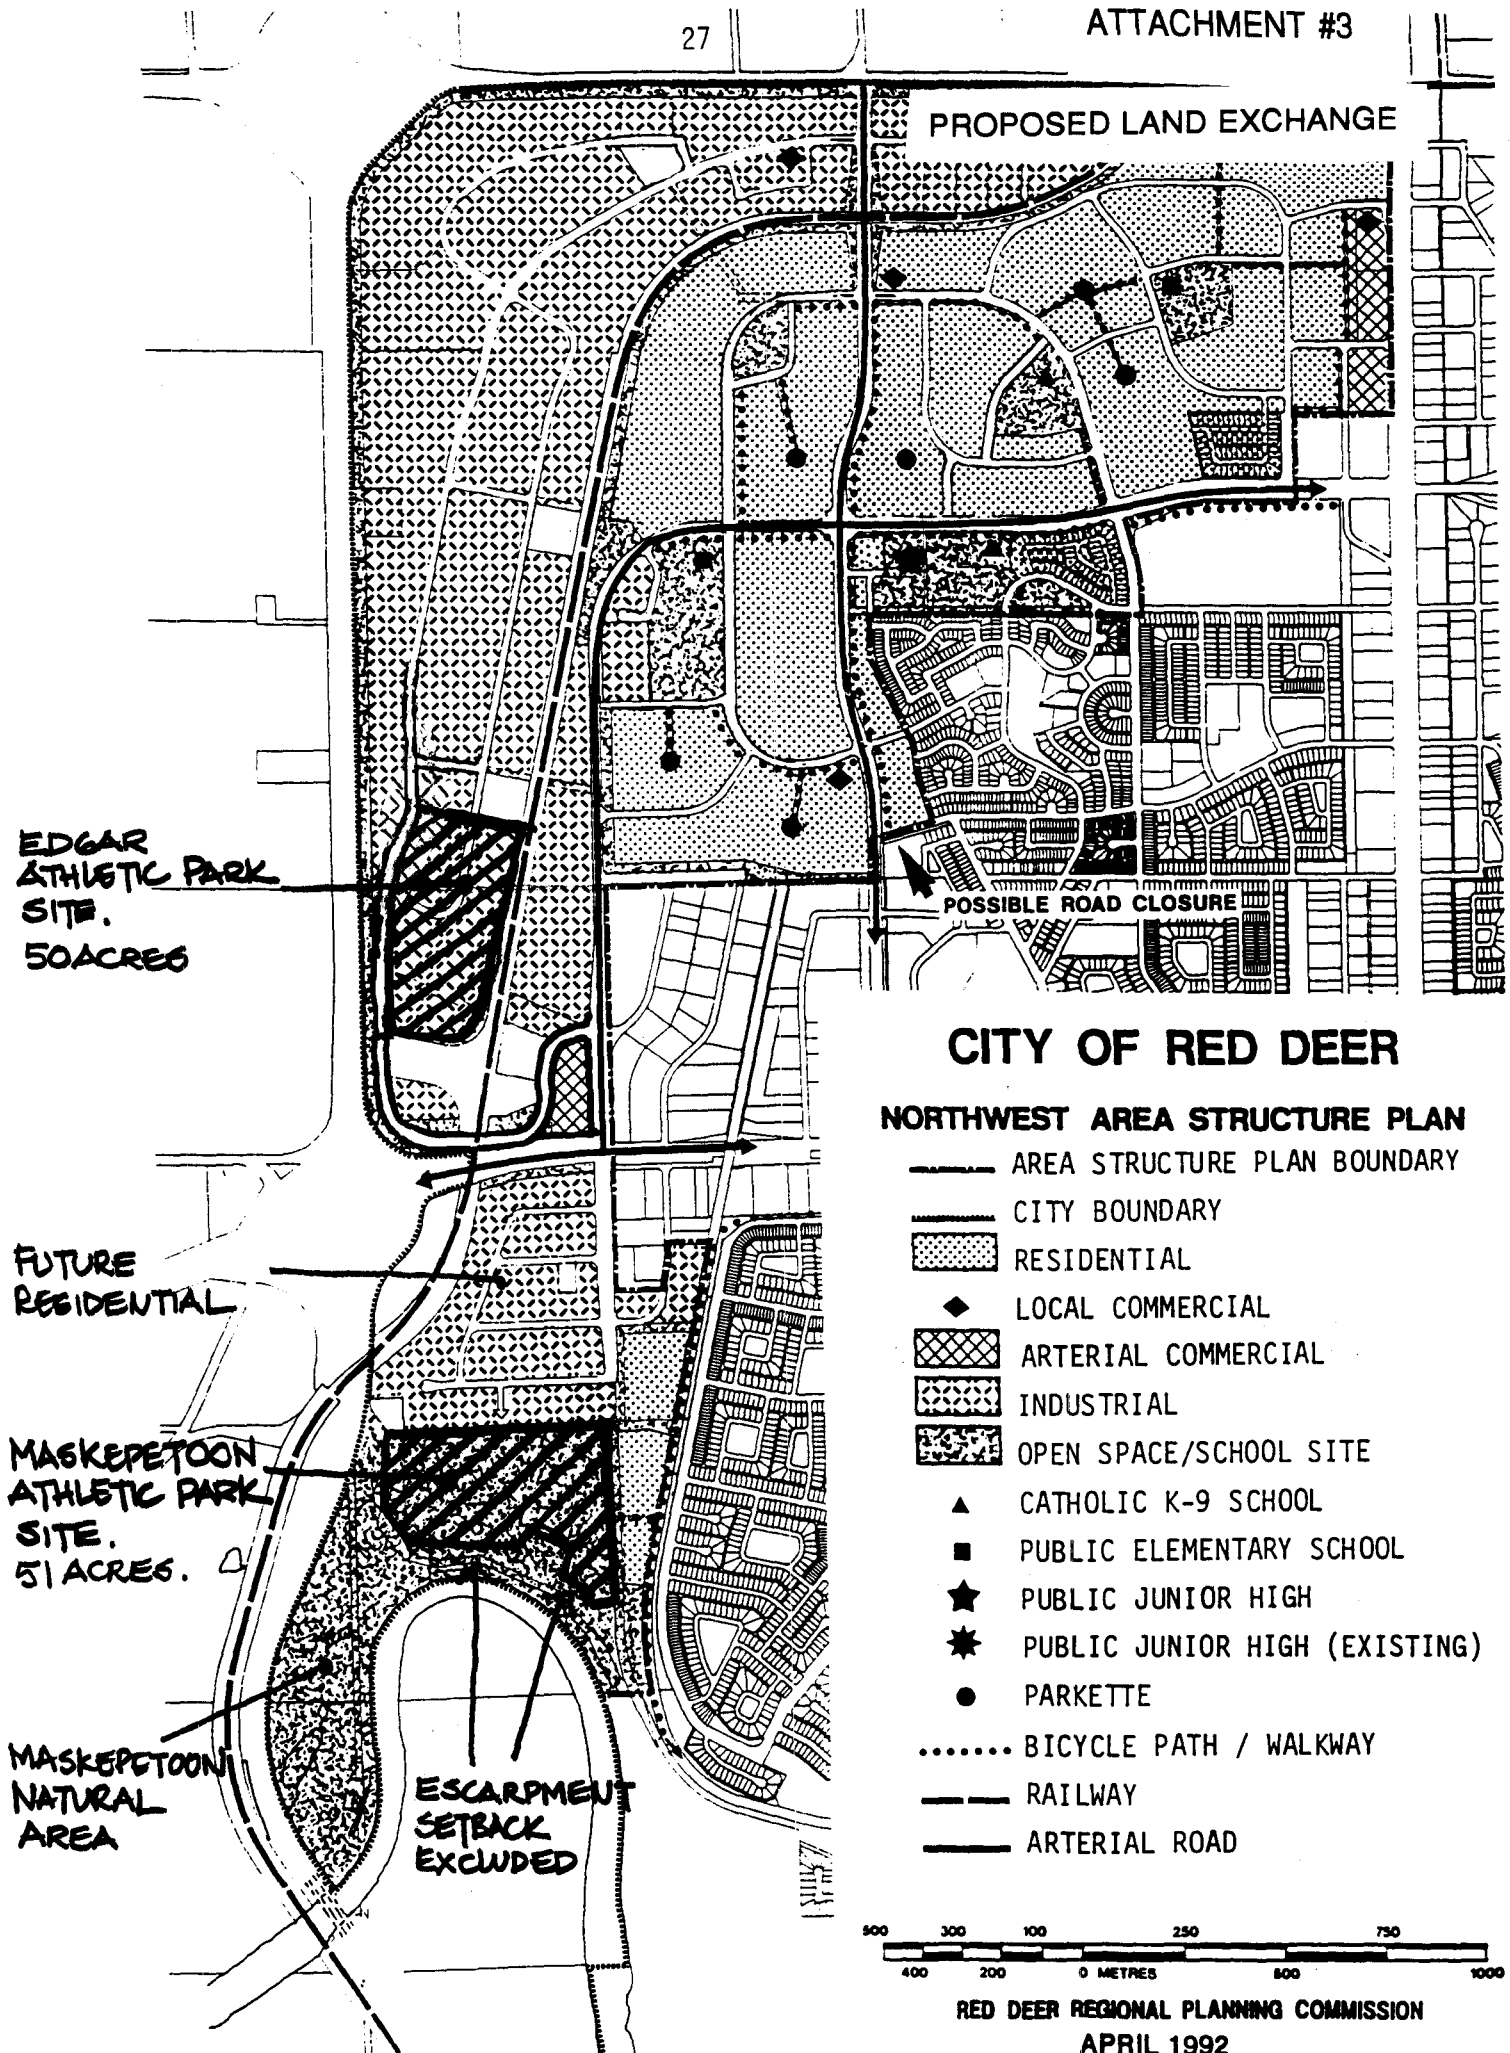 27
ATTACHMENT #3
PROPOSED LAND EXCHANGE
EDGAR
ATHLETIC PARK
SITE.
50 ACRES
POSSIBLE ROAD CLOSURE
FUTURE
RESIDENTIAL
MASKEPETOON
ATHLETIC PARK
SITE.
51 ACRES.
MASKEPETOON
NATURAL
AREA
ESCARPMENT
SETBACK
EXCLUDED
CITY OF RED DEER
NORTHWEST AREA STRUCTURE PLAN
AREA STRUCTURE PLAN BOUNDARY
CITY BOUNDARY
RESIDENTIAL
LOCAL COMMERCIAL
ARTERIAL COMMERCIAL
INDUSTRIAL
OPEN SPACE/SCHOOL SITE
CATHOLIC K-9 SCHOOL
PUBLIC ELEMENTARY SCHOOL
PUBLIC JUNIOR HIGH
PUBLIC JUNIOR HIGH (EXISTING)
PARKETTE
BICYCLE PATH / WALKWAY
RAILWAY
ARTERIAL ROAD
500 300 100 250 750
400 200 0 METRES 500 1000
RED DEER REGIONAL PLANNING COMMISSION
APRIL 1992